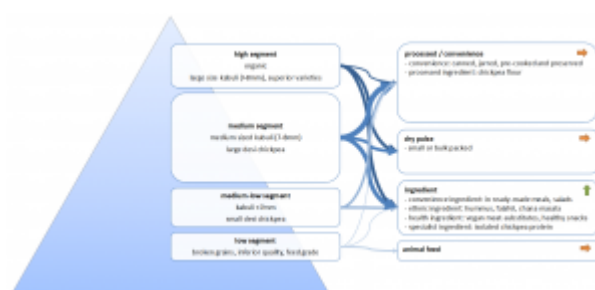 high segment
organic
large size kabuli (>8mm), superior varieties
medium segment
medium sized kabuli (7-8mm)
large desi chickpea
medium-low segment
kabuli <7mm
small desi chickpea
low segment
broken grains, inferior quality, feed grade
processed / convenience
- convenience: canned, jarred, pre-cooked and preserved
- processed ingredient: chickpea flour
dry pulse
- small or bulk packed
ingredient
- convenience ingredient: in ready-made meals, salads
- ethnic ingredient: hummus, falafel, chana masala
- health ingredient: vegan meat substitutes, healthy snacks
- specialist ingredient: isolated chickpea protein
animal feed